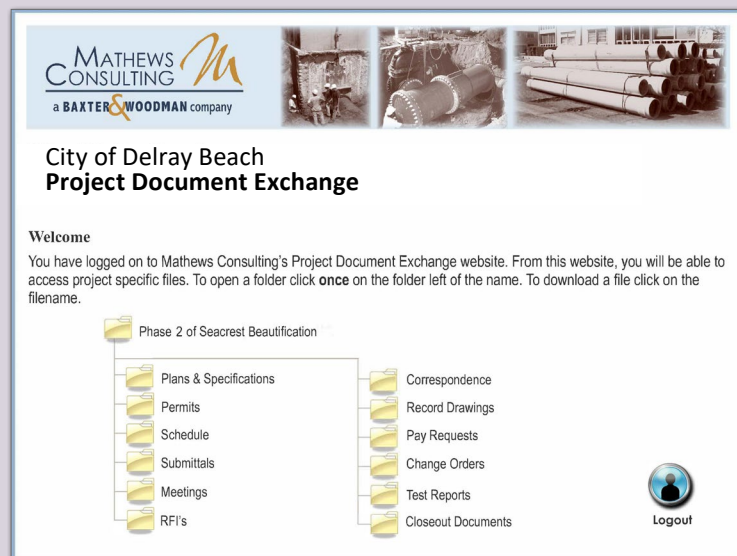 MATHEWS
CONSULTING
a BAXTER & WOODMAN company
City of Delray Beach
Project Document Exchange
Welcome
You have logged on to Mathews Consulting's Project Document Exchange website. From this website, you will be able to
access project specific files. To open a folder click once on the folder left of the name. To download a file click on the
filename.
Phase 2 of Seacrest Beautification
Plans & Specifications
Permits
Schedule
Submittals
Meetings
RFI's
Correspondence
Record Drawings
Pay Requests
Change Orders
Test Reports
Closeout Documents
Logout